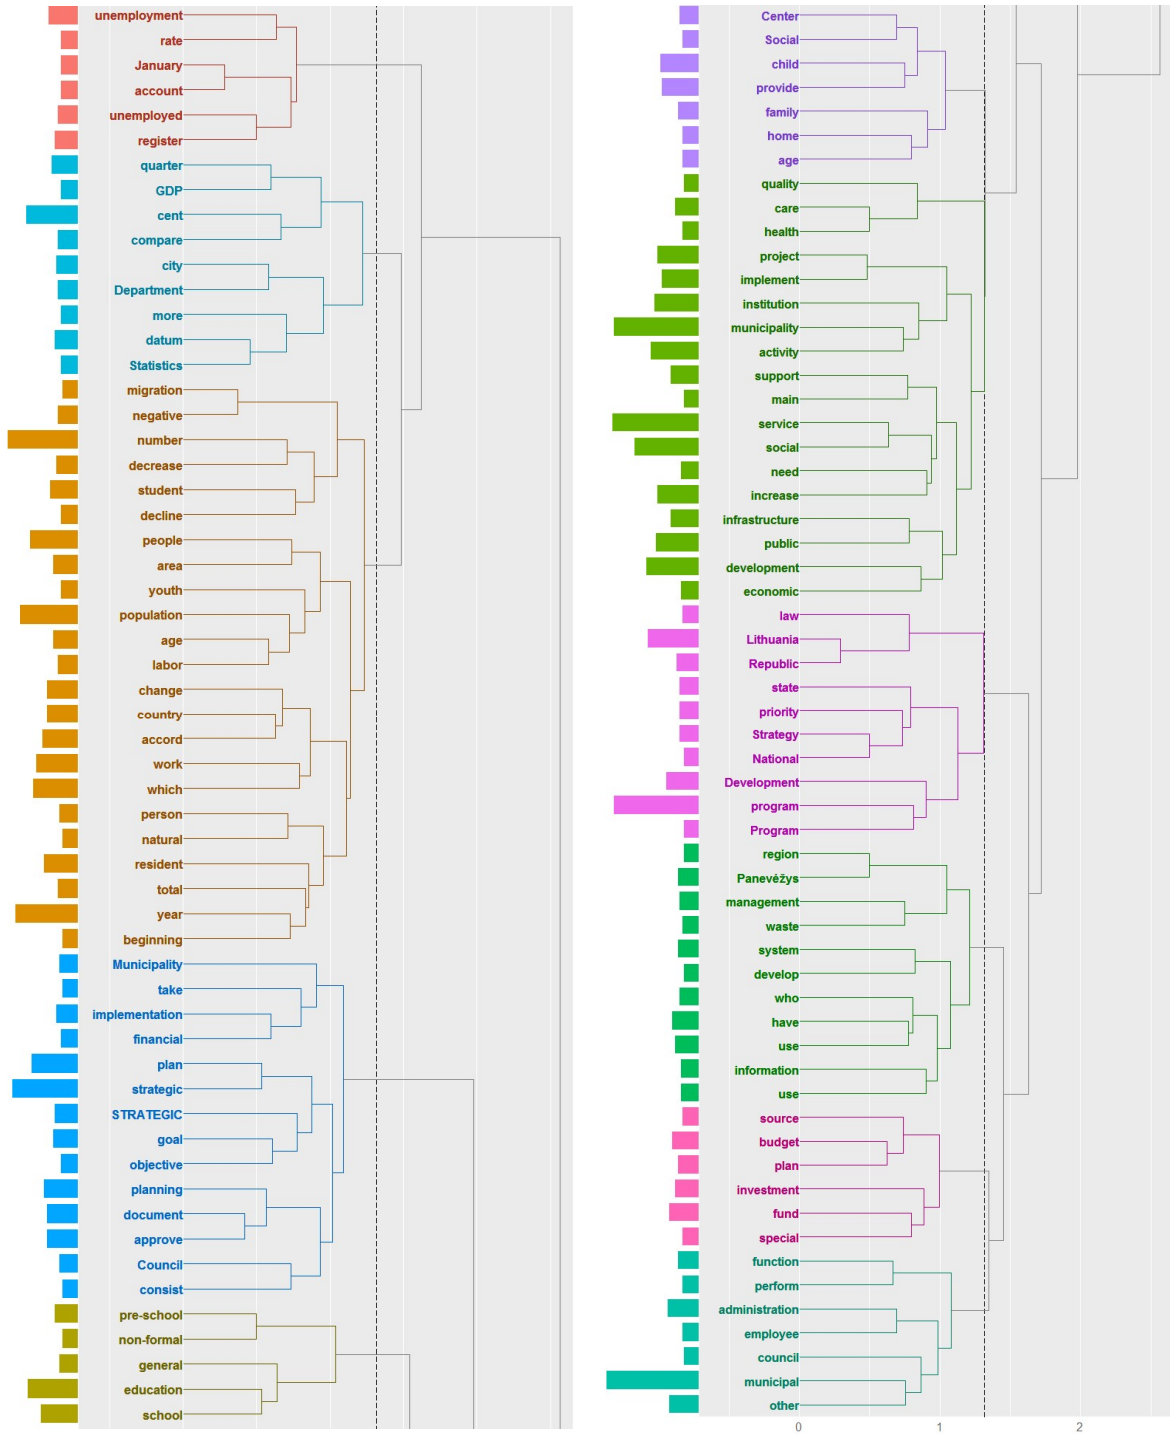 unemployment
rate
January
account
unemployed
register
quarter
GDP
cent
compare
city
Department
more
datum
Statistics
migration
negative
number
decrease
student
decline
people
area
youth
population
age
labor
change
country
accord
work
which
person
natural
resident
total
year
beginning
Municipality
take
implementation
financial
plan
strategic
STRATEGIC
goal
objective
planning
document
approve
Council
consist
pre-school
non-formal
general
education
school
Center
Social
child
provide
family
home
age
quality
care
health
project
implement
institution
municipality
activity
support
main
service
social
need
increase
infrastructure
public
development
economic
law
Lithuania
Republic
state
priority
Strategy
National
Development
program
Program
region
Panevėžys
management
waste
system
develop
who
have
use
information
use
source
budget
plan
investment
fund
special
function
perform
administration
employee
council
municipal
other
0 1 2